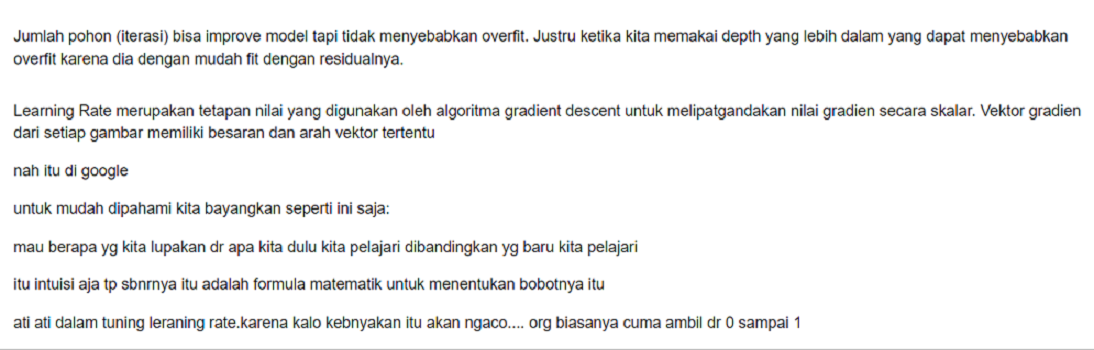 Jumlah pohon (iterasi) bisa improve model tapi tidak menyebabkan overfit. Justru ketika kita memakai depth yang lebih dalam yang dapat menyebabkan
overfit karena dia dengan mudah fit dengan residualnya.
Learning Rate merupakan tetapan nilai yang digunakan oleh algoritma gradient descent untuk melipatgandakan nilai gradien secara skalar. Vektor gradien
dari setiap gambar memiliki besaran dan arah vektor tertentu
nah itu di google
untuk mudah dipahami kita bayangkan seperti ini saja:
mau berapa yg kita lupakan dr apa kita dulu kita pelajari dibandingkan yg baru kita pelajari
itu intuisi aja tp sbnrnya itu adalah formula matematik untuk menentukan bobotnya itu
ati ati dalam tuning leraning rate.karena kalo kebnyakan itu akan ngaco.... org biasanya cuma ambil dr 0 sampai 1